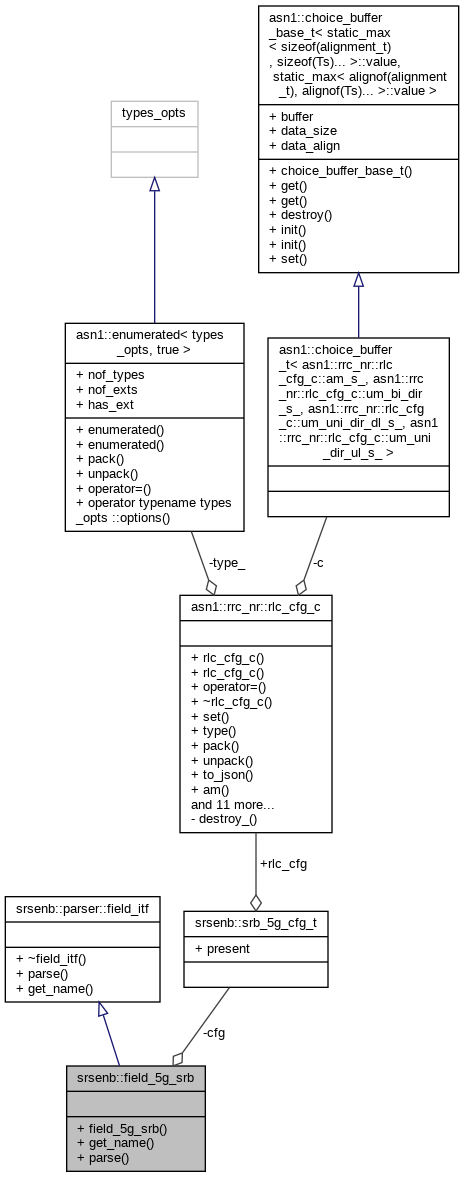 asn1::choice_buffer
_base_t< static_max
< sizeof(alignment_t)
, sizeof(Ts)... >::value,
static_max< alignof(alignment
_t), alignof(Ts)... >::value >
+ buffer
+ data_size
+ data_align
+ choice_buffer_base_t()
+ get()
+ get()
+ destroy()
+ init()
+ init()
+ set()
types_opts
asn1::enumerated< types
_opts, true >
+ nof_types
+ nof_exts
+ has_ext
+ enumerated()
+ enumerated()
+ pack()
+ unpack()
+ operator=()
+ operator typename types
_opts ::options()
asn1::choice_buffer
_t< asn1::rrc_nr::rlc
_cfg_c::am_s_, asn1::rrc
_nr::rlc_cfg_c::um_bi_dir
_s_, asn1::rrc_nr::rlc_cfg
_c::um_uni_dir_dl_s_, asn1
::rrc_nr::rlc_cfg_c::um_uni
_dir_ul_s_ >
-type_
-c
asn1::rrc_nr::rlc_cfg_c
+ rlc_cfg_c()
+ rlc_cfg_c()
+ operator=()
+ ~rlc_cfg_c()
+ set()
+ type()
+ pack()
+ unpack()
+ to_json()
+ am()
and 11 more...
- destroy_()
+rlc_cfg
srsenb::parser::field_itf
+ ~field_itf()
+ parse()
+ get_name()
srsenb::srb_5g_cfg_t
+ present
-cfg
srsenb::field_5g_srb
+ field_5g_srb()
+ get_name()
+ parse()